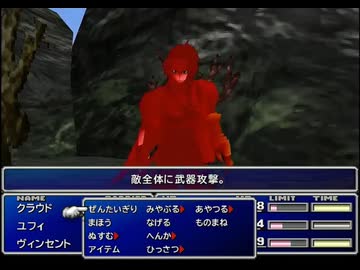 敵全体に武器攻撃。
NAME LIMIT TIME
クラウド ぜんたいぎり みやぶる あやつる 8
まほう なげる ものまね
ユフィ ぬすむ へんか 4
ヴィンセント アイテム ひっさつ 9